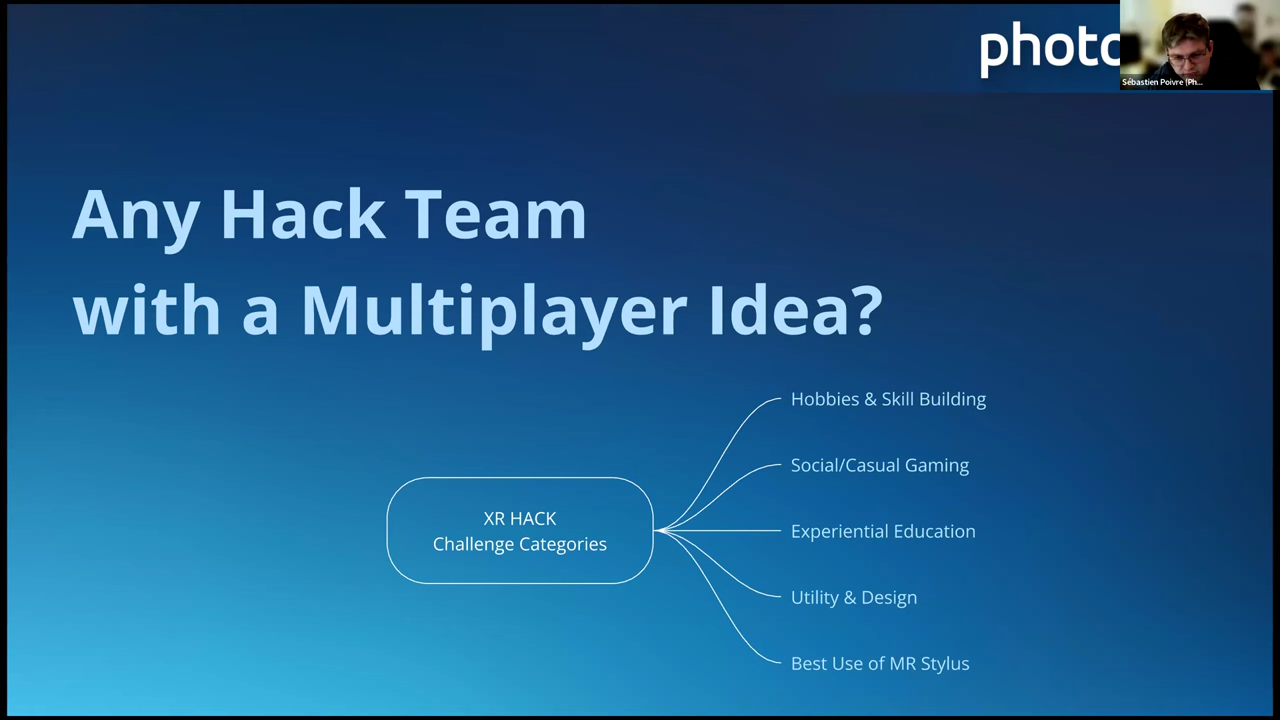 photo
Sébastien Poivre (Ph...
Any Hack Team
with a Multiplayer Idea?
Hobbies & Skill Building
Social/Casual Gaming
XR HACK
Challenge Categories
Experiential Education
Utility & Design
Best Use of MR Stylus